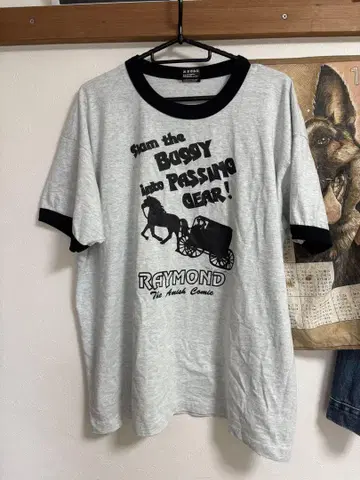 Slam the
BUGGY
into PASSING
GEAR!
RAYMOND
The Amish Comic